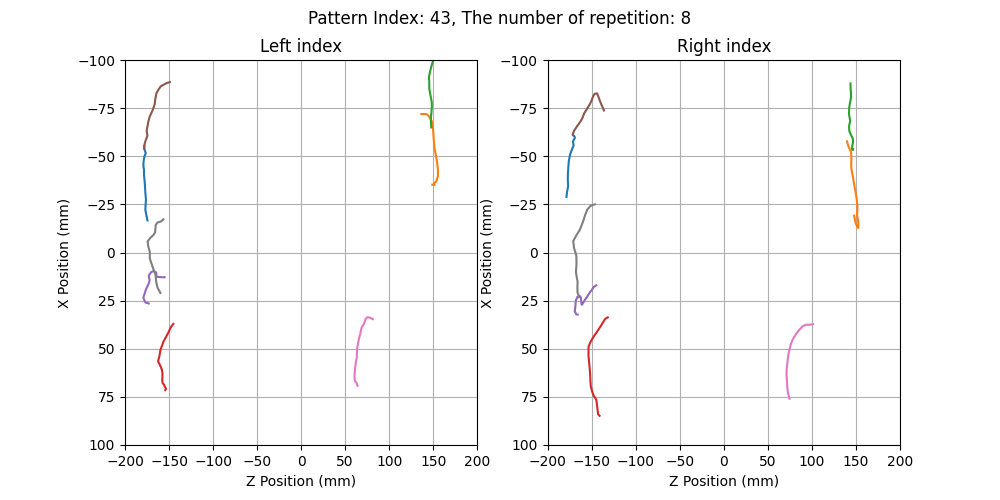 Pattern Index: 43, The number of repetition: 8
Left index
Right index
−100
−75
−50
−25
0
25
50
75
100
X Position (mm)
−200 −150 −100 −50 0 50 100 150 200
Z Position (mm)
−100
−75
−50
−25
0
25
50
75
100
X Position (mm)
−200 −150 −100 −50 0 50 100 150 200
Z Position (mm)